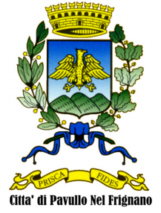 PRISCA FIDES
Citta' di Pavullo Nel Frignano